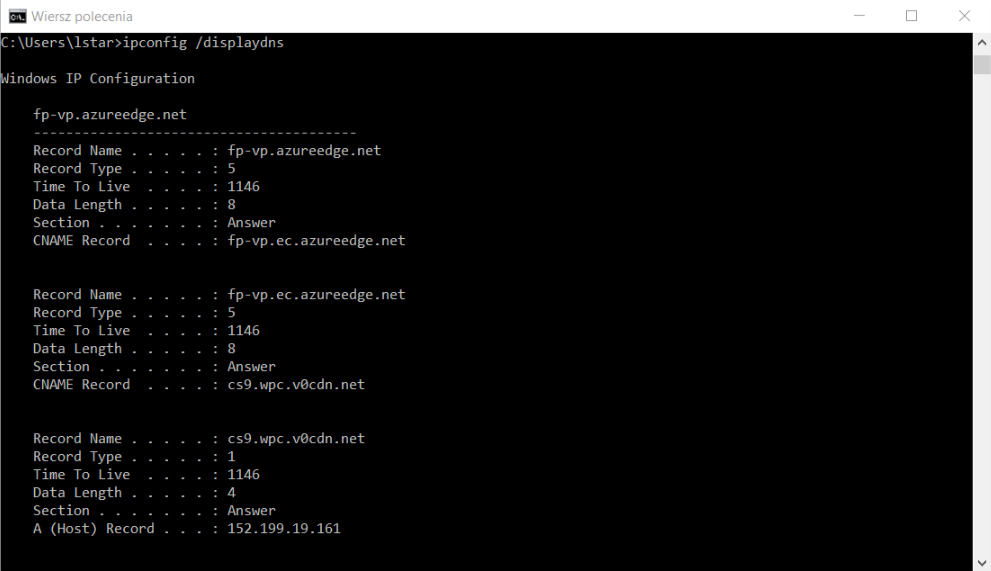 Wiersz polecenia
C:\Users\lstar>ipconfig /displaydns
Windows IP Configuration
fp-vp.azureedge.net
----------------------------------------
Record Name . . . . . : fp-vp.azureedge.net
Record Type . . . . . : 5
Time To Live  . . . . : 1146
Data Length . . . . . : 8
Section . . . . . . . : Answer
CNAME Record  . . . . : fp-vp.ec.azureedge.net
Record Name . . . . . : fp-vp.ec.azureedge.net
Record Type . . . . . : 5
Time To Live  . . . . : 1146
Data Length . . . . . : 8
Section . . . . . . . : Answer
CNAME Record  . . . . : cs9.wpc.v0cdn.net
Record Name . . . . . : cs9.wpc.v0cdn.net
Record Type . . . . . : 1
Time To Live  . . . . : 1146
Data Length . . . . . : 4
Section . . . . . . . : Answer
A (Host) Record . . . : 152.199.19.161